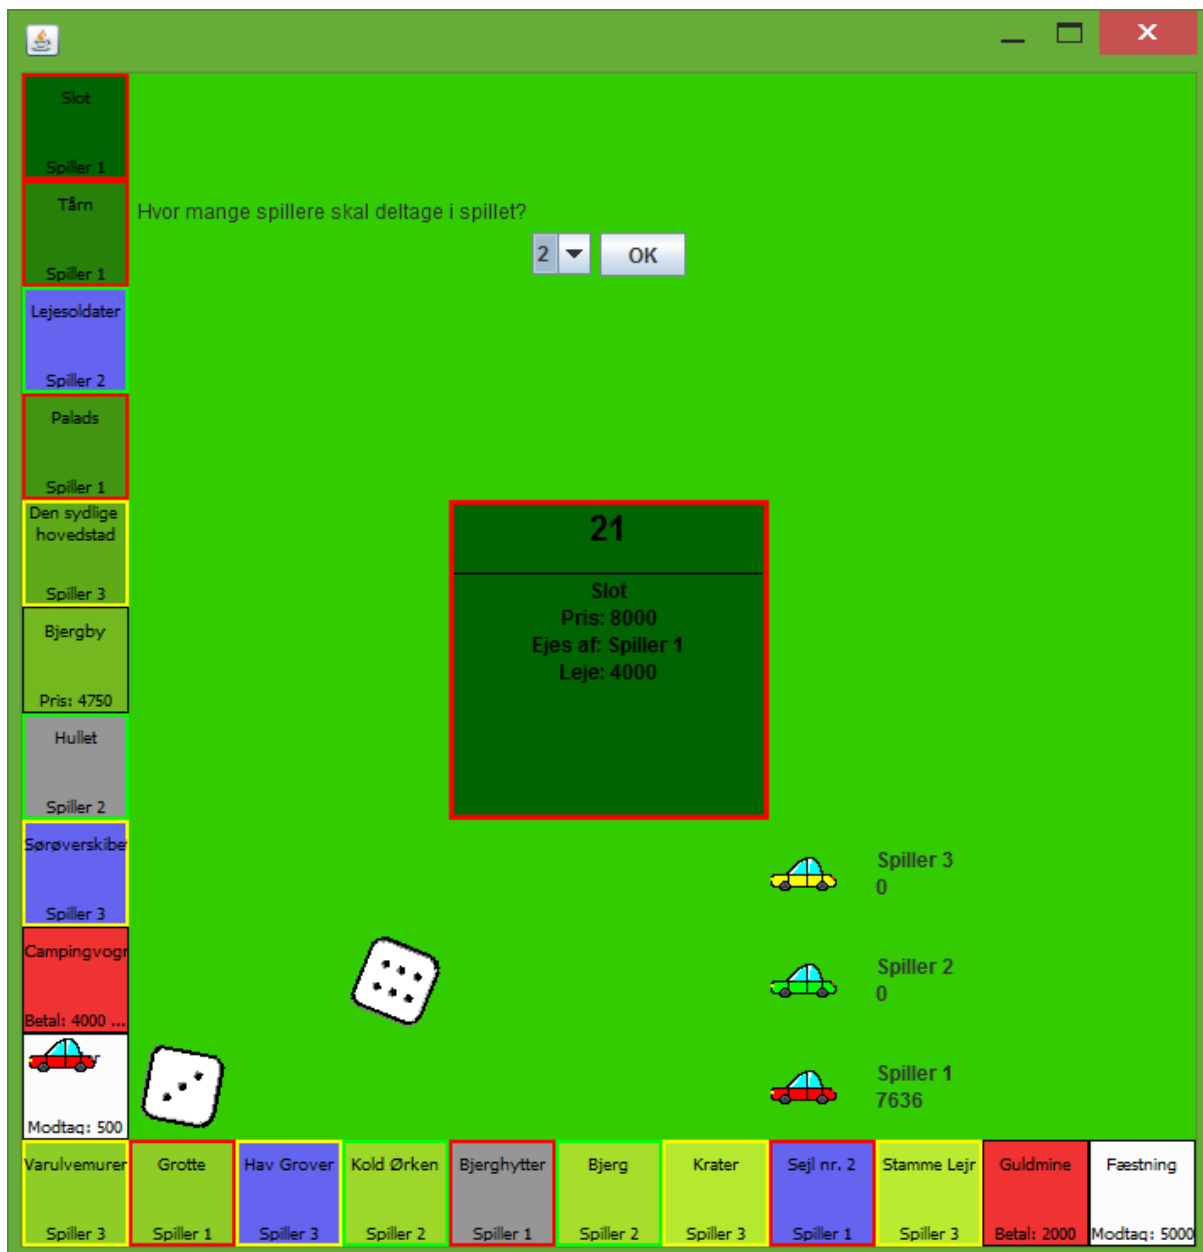 Slot
Spiller 1
Tårn
Spiller 1
Hvor mange spillere skal deltage i spillet?
2
OK
Lejesoldater
Spiller 2
Palads
Spiller 1
Den sydlige
hovedstad
Spiller 3
Bjergby
Pris: 4750
Hullet
Spiller 2
Sørøverskibe
Spiller 3
Campingvogr
Betal: 4000 ...
Modtag: 500
21
Slot
Pris: 8000
Ejes af: Spiller 1
Leje: 4000
Spiller 3
0
Spiller 2
0
Spiller 1
7636
Varulvemurer
Spiller 3
Grotte
Spiller 1
Hav Grover
Spiller 3
Kold Ørken
Spiller 2
Bjerghytter
Spiller 1
Bjerg
Spiller 2
Krater
Spiller 3
Sejl nr. 2
Spiller 1
Stamme Lejr
Spiller 3
Guldmine
Betal: 2000
Fæstning
Modtag: 5000